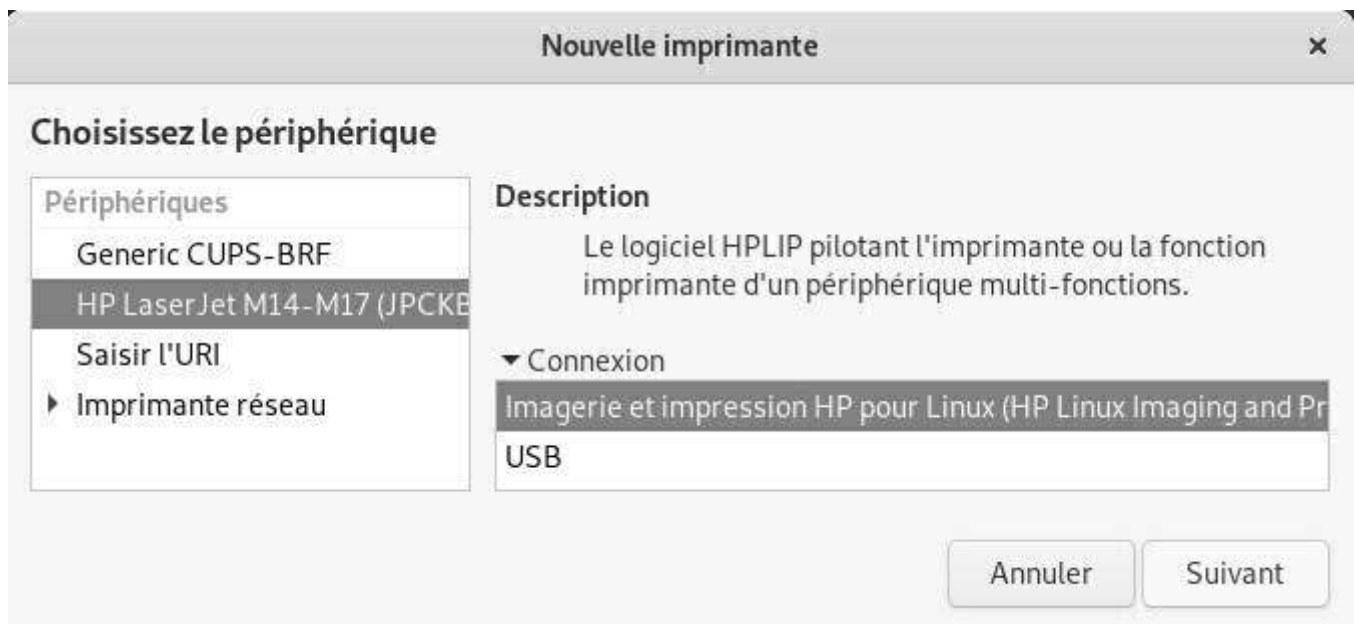 Nouvelle imprimante
Choisissez le périphérique
Périphériques
Generic CUPS-BRF
HP LaserJet M14-M17 (JPCKB
Saisir l'URI
Imprimante réseau
Description
Le logiciel HPLIP pilotant l'imprimante ou la fonction
imprimante d'un périphérique multi-fonctions.
Connexion
Imagerie et impression HP pour Linux (HP Linux Imaging and Pr
USB
Annuler
Suivant